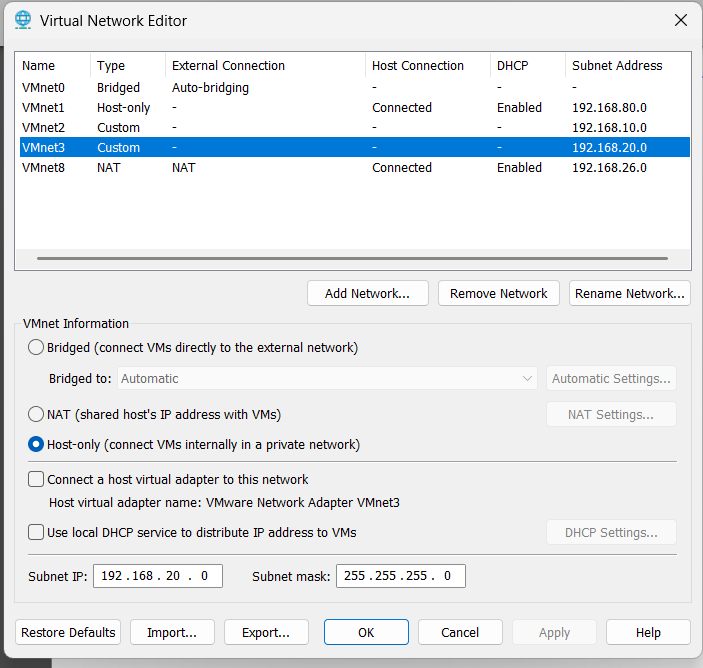 Virtual Network Editor
Name Type External Connection Host Connection DHCP Subnet Address
VMnet0 Bridged Auto-bridging - - -
VMnet1 Host-only - Connected Enabled 192.168.80.0
VMnet2 Custom - - - 192.168.10.0
VMnet3 Custom - - - 192.168.20.0
VMnet8 NAT NAT Connected Enabled 192.168.26.0
Add Network... Remove Network Rename Network...
VMnet Information
Bridged (connect VMs directly to the external network)
Bridged to: Automatic Automatic Settings...
NAT (shared host's IP address with VMs) NAT Settings...
Host-only (connect VMs internally in a private network)
Connect a host virtual adapter to this network
Host virtual adapter name: VMware Network Adapter VMnet3
Use local DHCP service to distribute IP address to VMs DHCP Settings...
Subnet IP: 192 . 168 . 20 . 0 Subnet mask: 255 . 255 . 255 . 0
Restore Defaults Import... Export... OK Cancel Apply Help